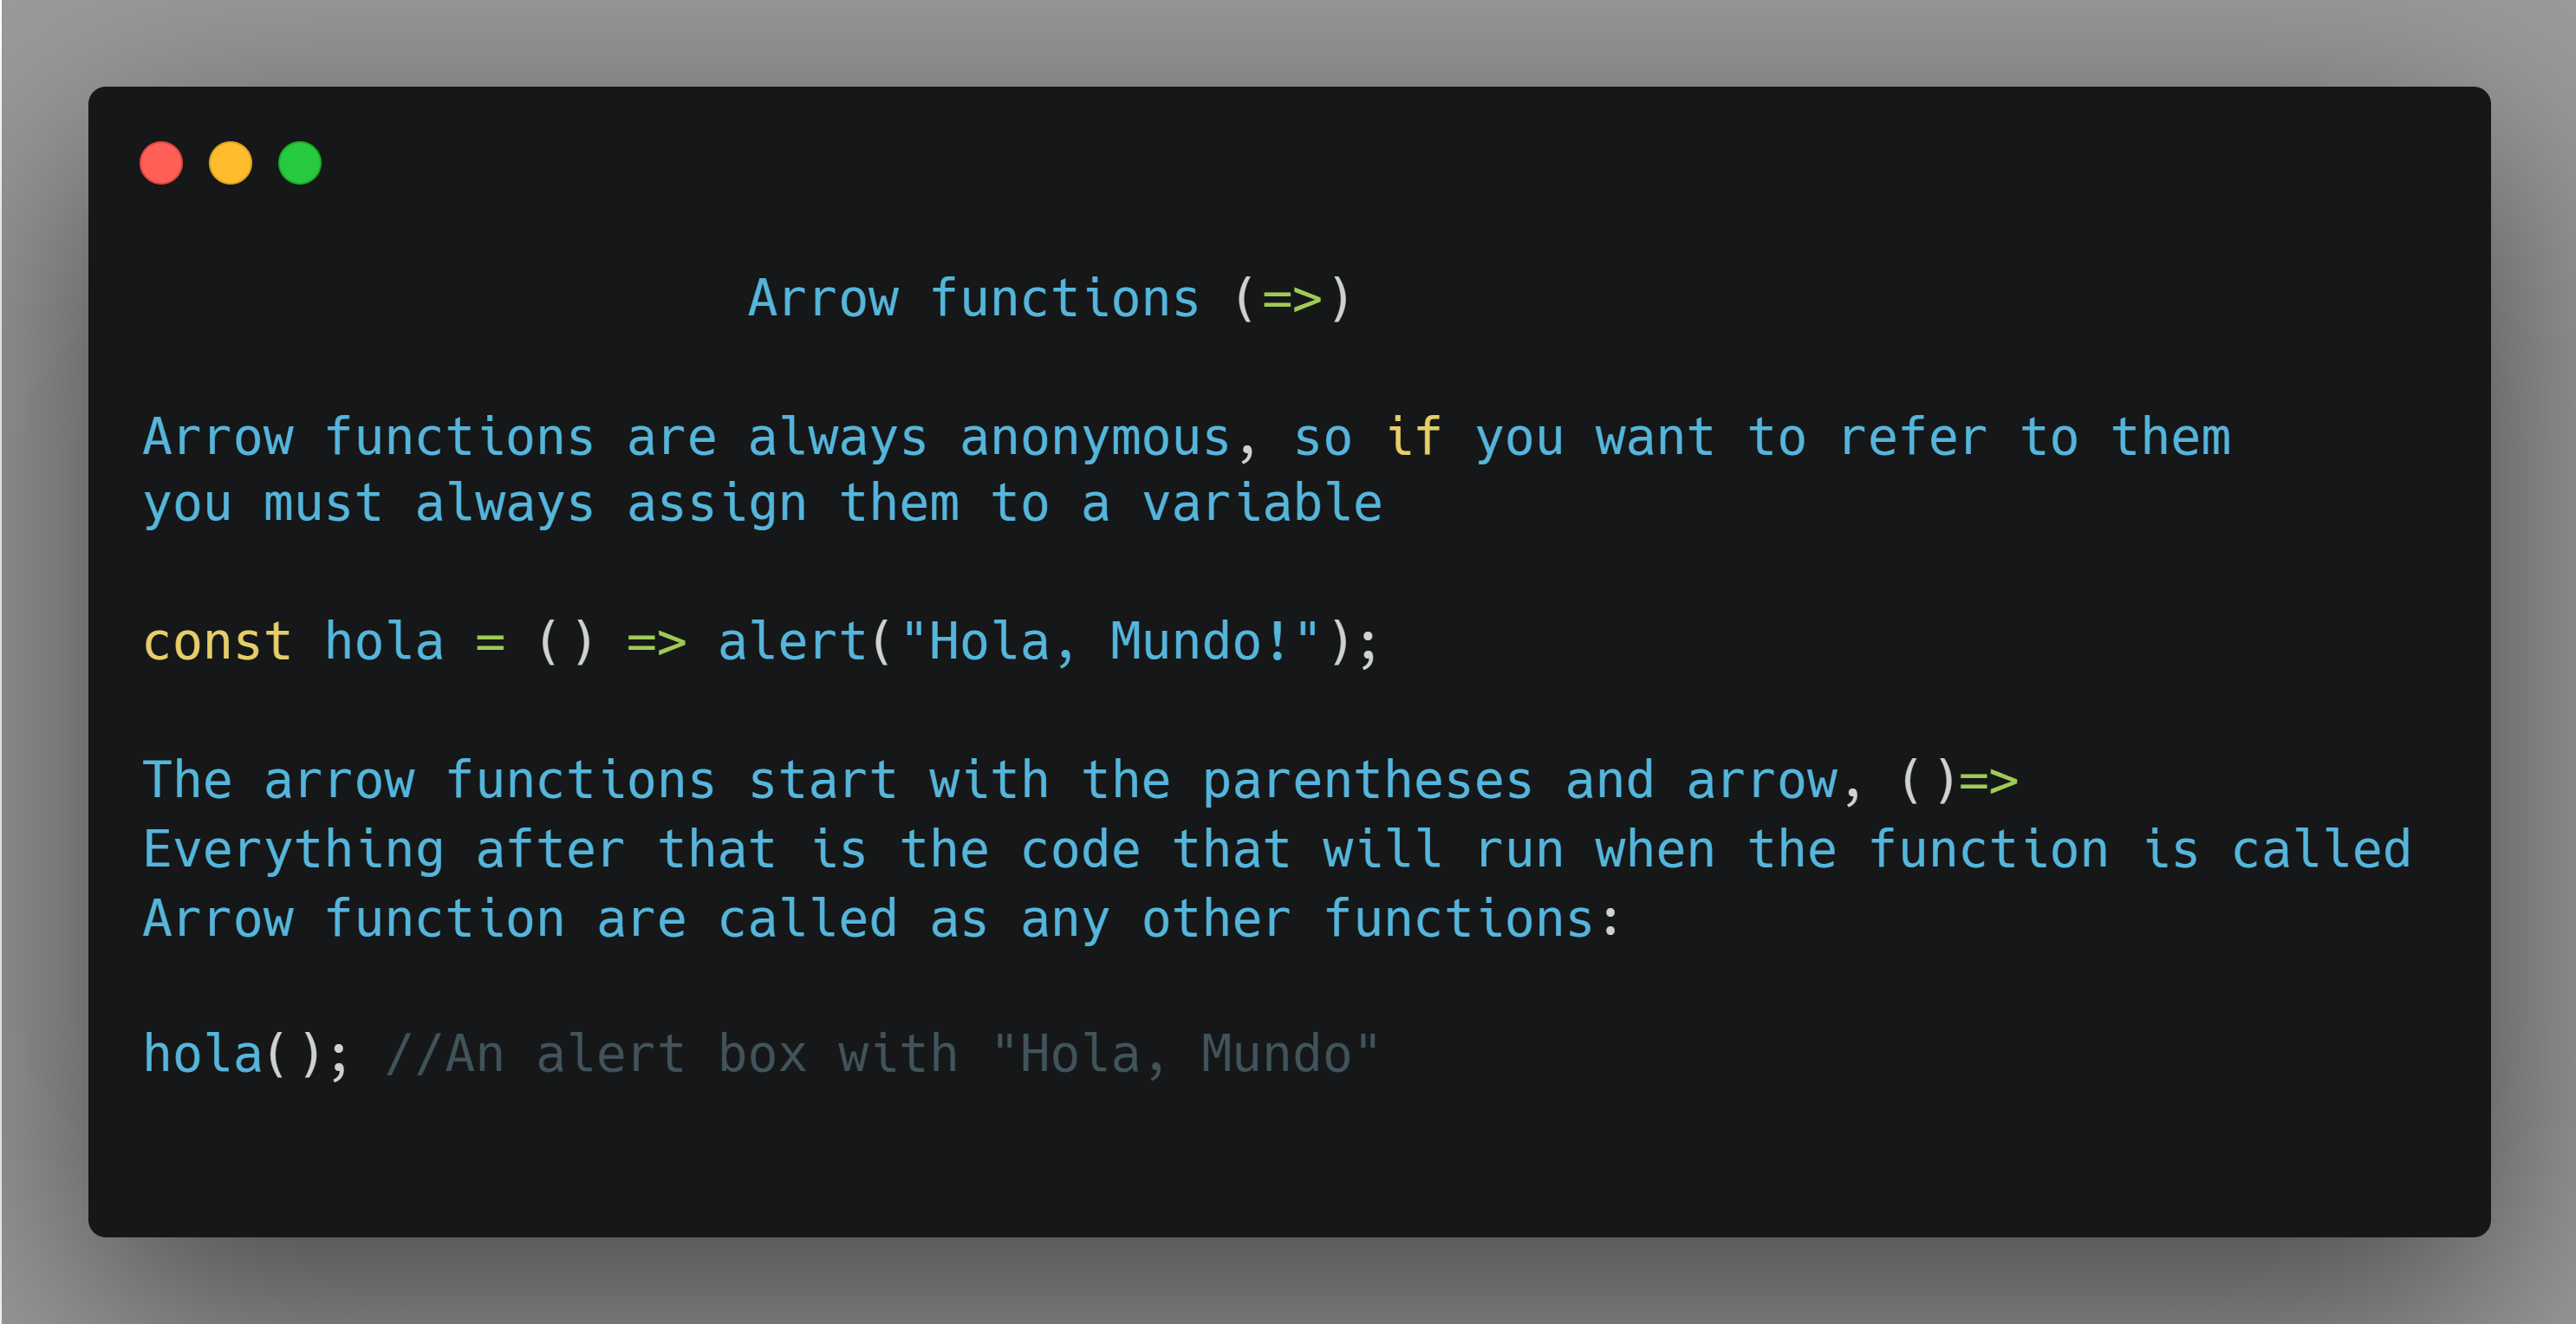 Arrow functions (=>)
Arrow functions are always anonymous, so if you want to refer to them
you must always assign them to a variable
const hola = () => alert("Hola, Mundo!");
The arrow functions start with the parentheses and arrow, ()=>
Everything after that is the code that will run when the function is called
Arrow function are called as any other functions:
hola(); //An alert box with "Hola, Mundo"